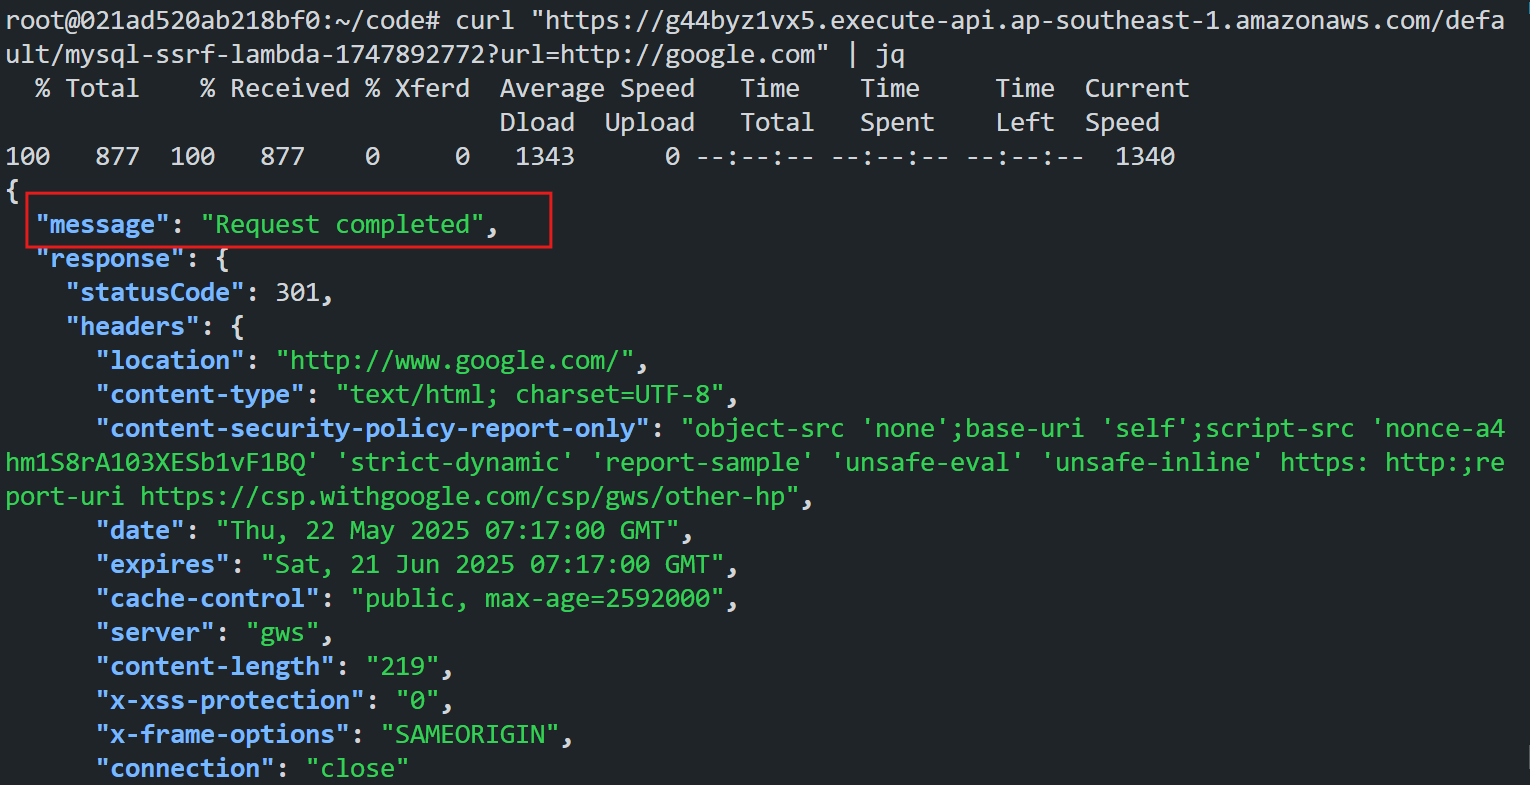 root@021ad520ab218bf0:~/code# curl "https://g44byz1vx5.execute-api.ap-southeast-1.amazonaws.com/defa
ult/mysql-ssrf-lambda-1747892772?url=http://google.com" | jq
  % Total    % Received % Xferd  Average Speed   Time    Time     Time  Current
                                 Dload  Upload   Total   Spent    Left  Speed
100   877  100   877    0     0   1343      0 --:--:-- --:--:-- --:--:--  1340
{
  "message": "Request completed",
  "response": {
    "statusCode": 301,
    "headers": {
      "location": "http://www.google.com/",
      "content-type": "text/html; charset=UTF-8",
      "content-security-policy-report-only": "object-src 'none';base-uri 'self';script-src 'nonce-a4
hm1S8rA103XESb1vF1BQ' 'strict-dynamic' 'report-sample' 'unsafe-eval' 'unsafe-inline' https: http:;re
port-uri https://csp.withgoogle.com/csp/gws/other-hp",
      "date": "Thu, 22 May 2025 07:17:00 GMT",
      "expires": "Sat, 21 Jun 2025 07:17:00 GMT",
      "cache-control": "public, max-age=2592000",
      "server": "gws",
      "content-length": "219",
      "x-xss-protection": "0",
      "x-frame-options": "SAMEORIGIN",
      "connection": "close"